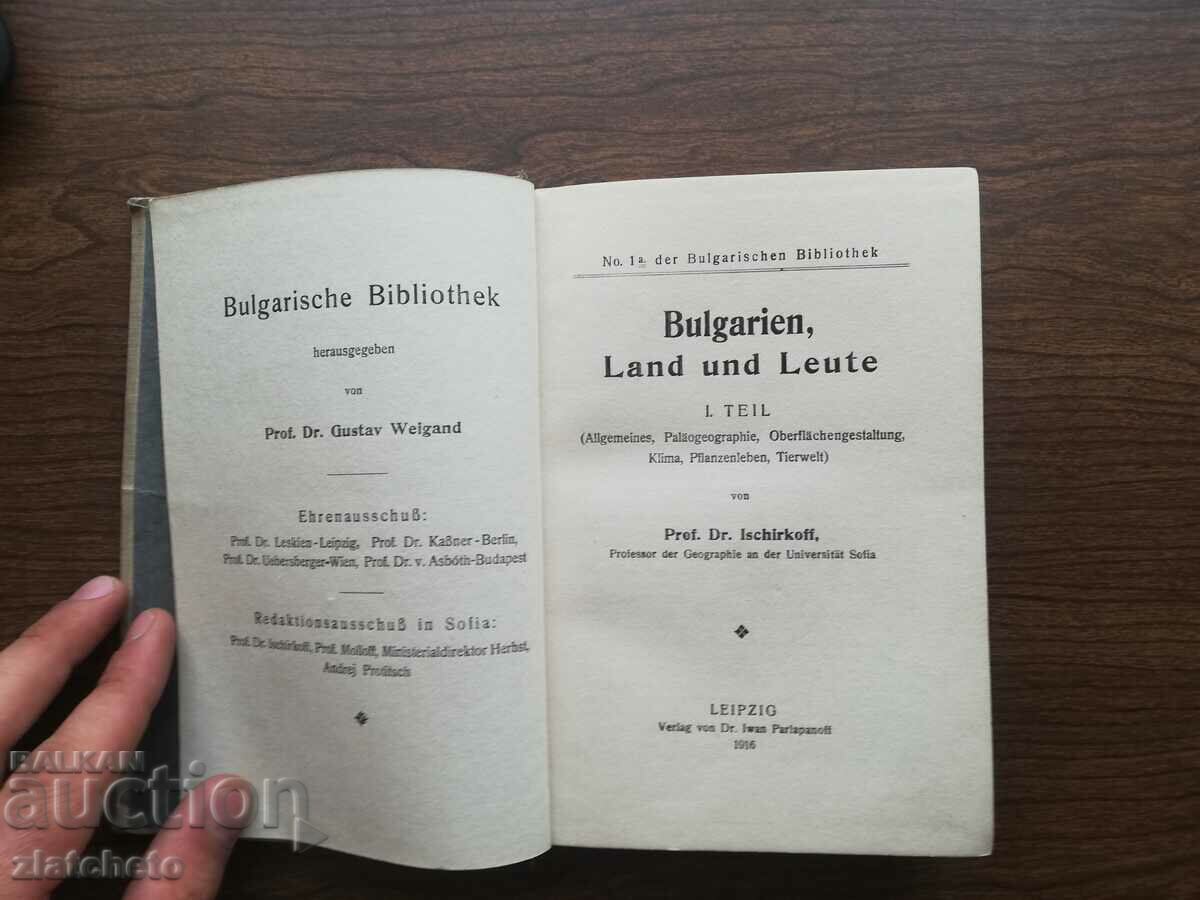 Bulgarische Bibliothek
herausgegeben
von
Prof. Dr. Gustav Weigand
Ehrenausschuß:
Prof. Dr. Leskien-Leipzig, Prof. Dr. Kaßner-Berlin,
Prof. Dr. Uebersberger-Wien, Prof. Dr. v. Asbóth-Budapest
Redaktionsausschuß in Sofia:
Prof. Dr. Ischirkoff, Prof. Molloff, Ministerialdirektor Herbst,
Andrej Protitsch
No. 1a. der Bulgarischen Bibliothek
Bulgarien,
Land und Leute
I. TEIL
(Allgemeines, Paläogeographie, Oberflächengestaltung,
Klima, Pflanzenleben, Tierwelt)
von
Prof. Dr. Ischirkoff,
Professor der Geographie an der Universität Sofia
LEIPZIG
Verlag von Dr. Iwan Parlapanoff
1916
BALKAN
auction
zlatcheto